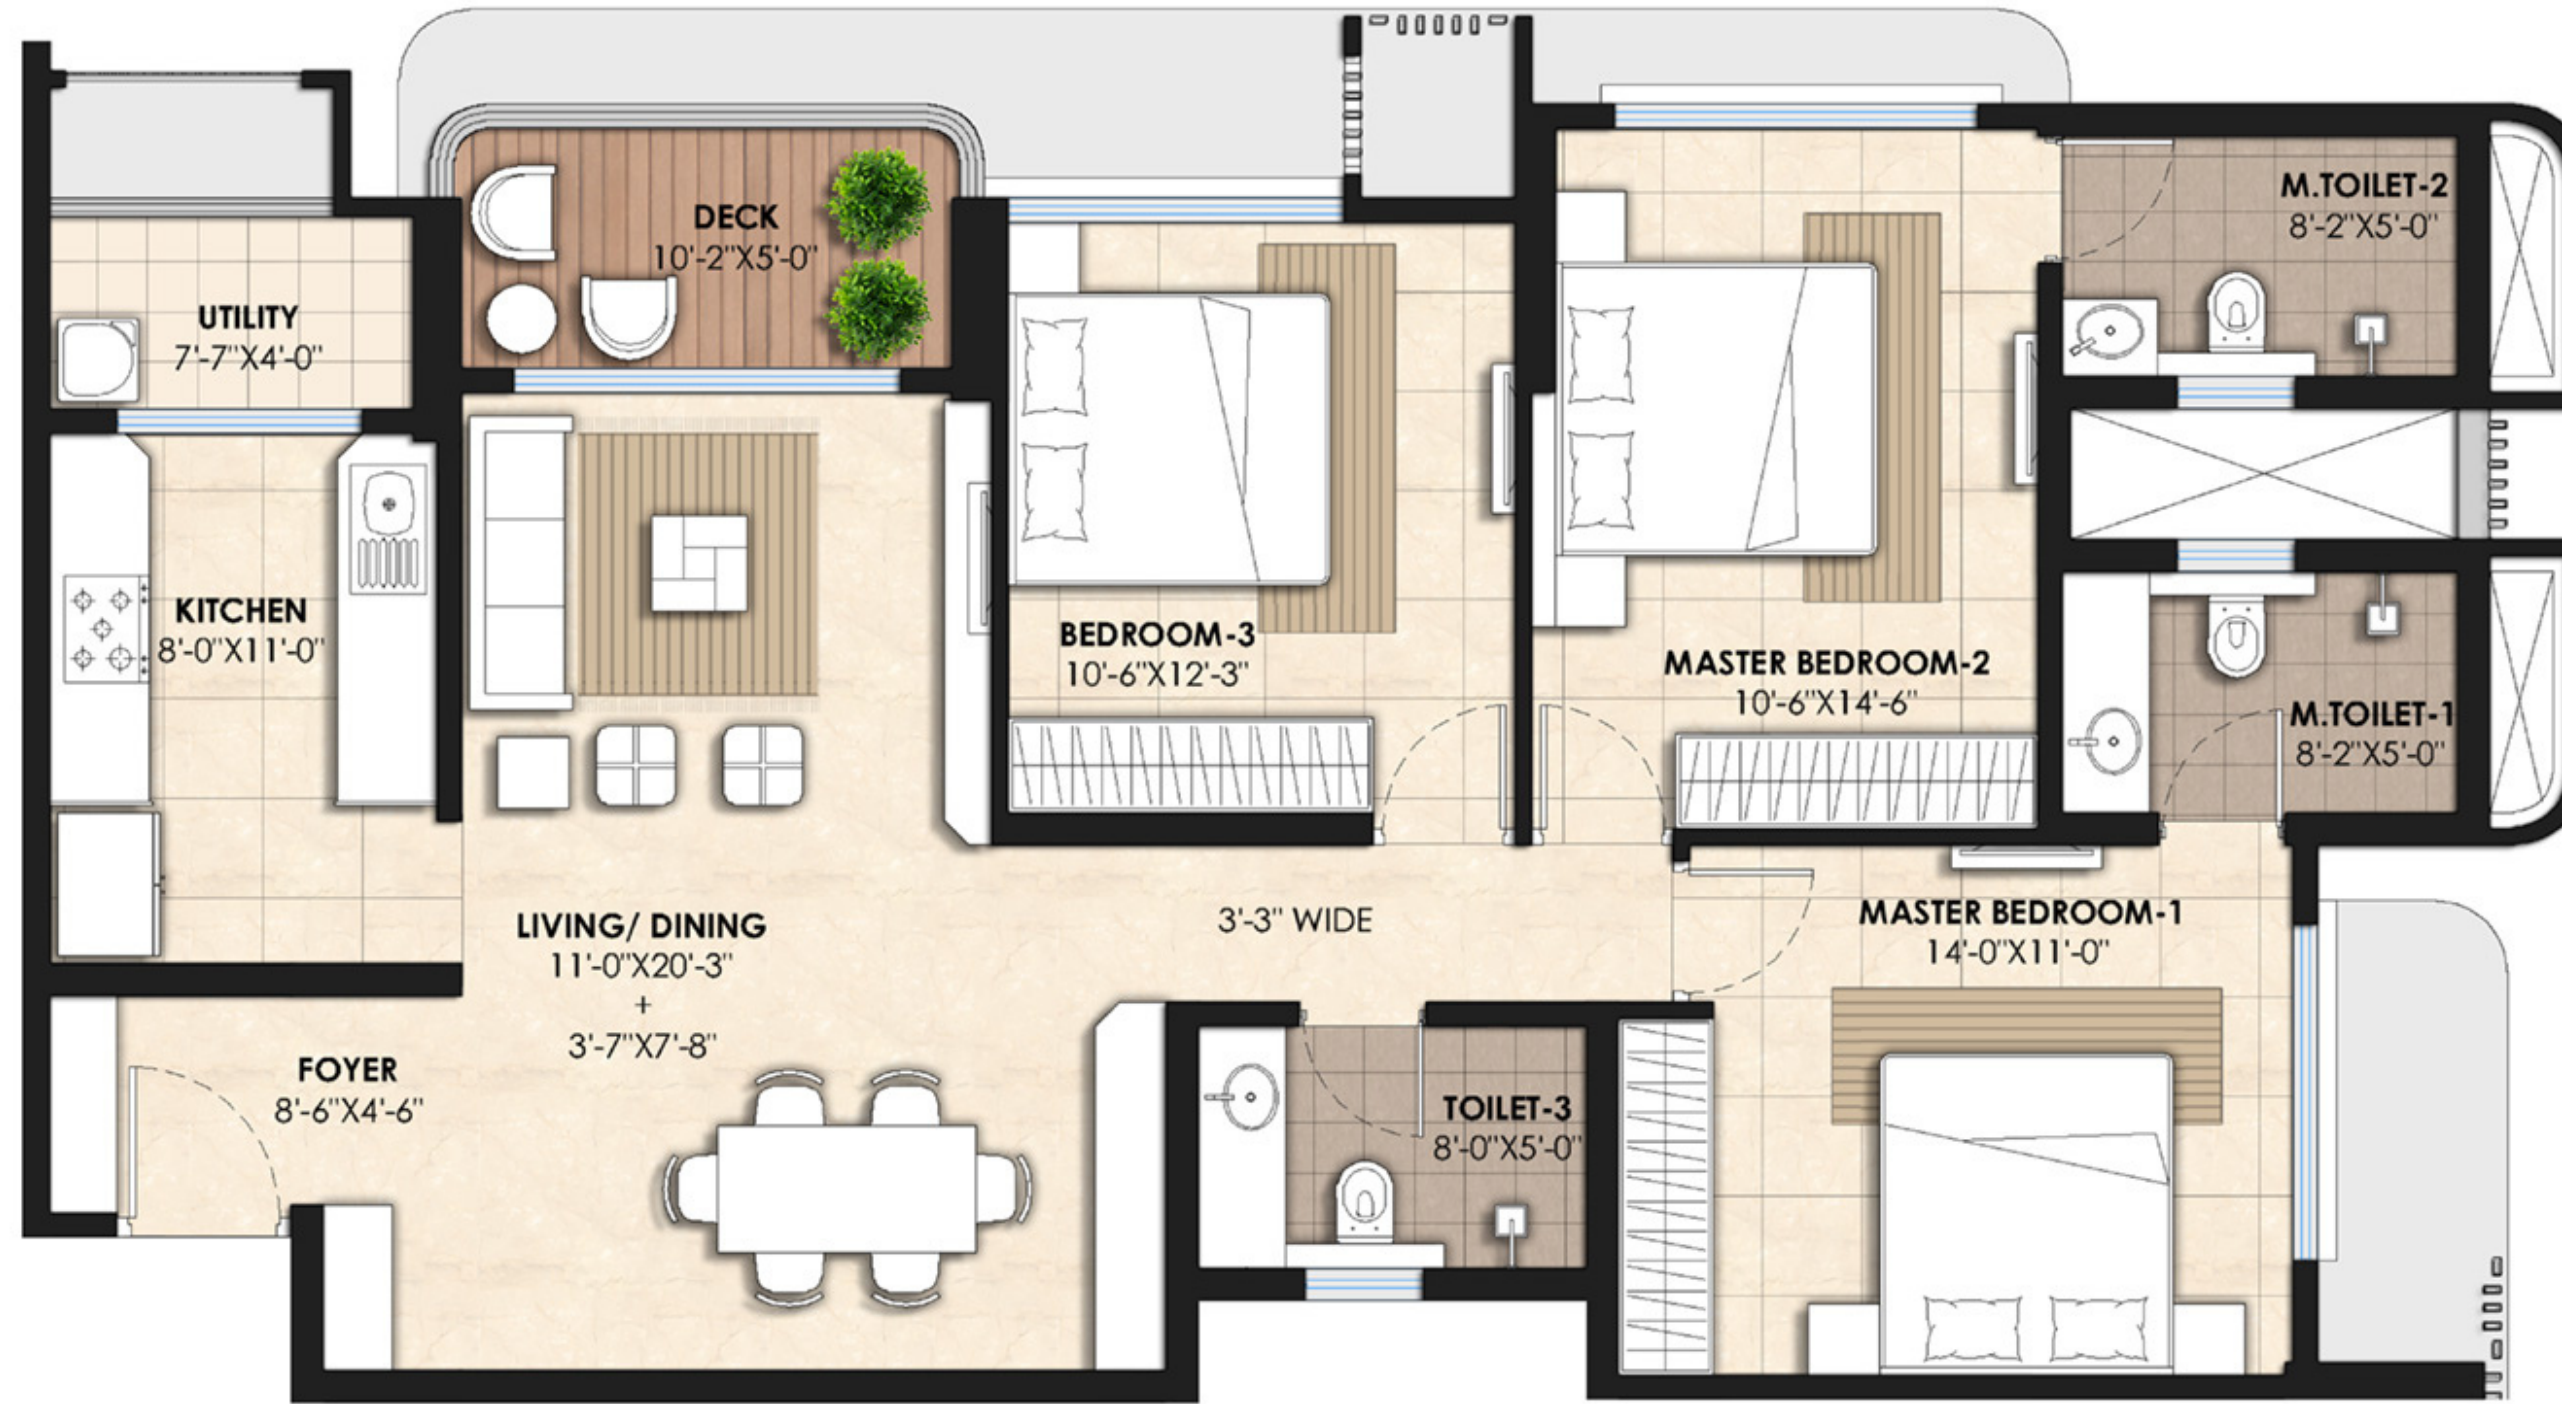 DECK
10'-2"X5'-0"
M.TOILET-2
8'-2"X5'-0"
UTILITY
7'-7"X4'-0"
KITCHEN
8'-0"X11'-0"
BEDROOM-3
10'-6"X12'-3"
MASTER BEDROOM-2
10'-6"X14'-6"
M.TOILET-1
8'-2"X5'-0"
LIVING/ DINING
11'-0"X20'-3"
+
3'-7"X7'-8"
3'-3" WIDE
MASTER BEDROOM-1
14'-0"X11'-0"
FOYER
8'-6"X4'-6"
TOILET-3
8'-0"X5'-0"